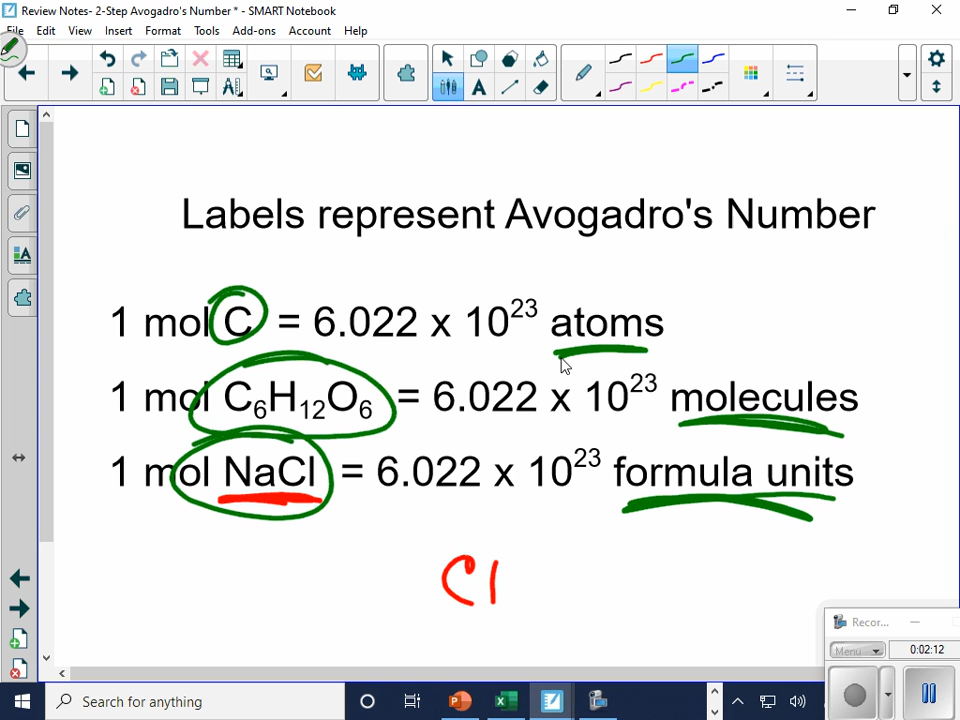 Review Notes- 2-Step Avogadro's Number * - SMART Notebook
File Edit View Insert Format Tools Add-ons Account Help
Labels represent Avogadro's Number
1 mol C = 6.022 x 10²³ atoms
1 mol C₆H₁₂O₆ = 6.022 x 10²³ molecules
1 mol NaCl = 6.022 x 10²³ formula units
Cl
Recor...
Menu
0:02:12
Search for anything